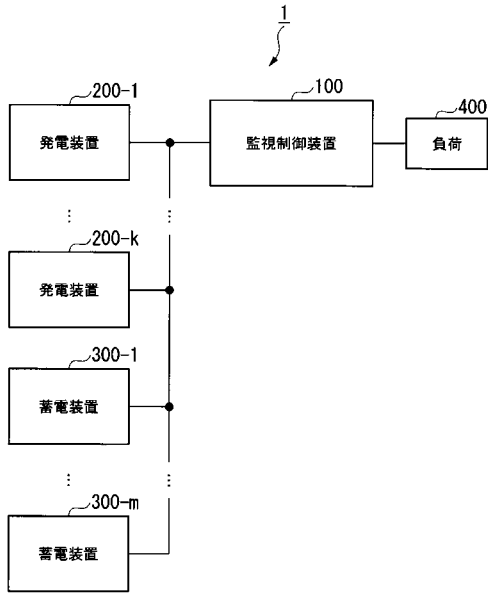 1
200-1
発電装置
100
監視制御装置
400
負荷
⋮
⋮
200-k
発電装置
300-1
蓄電装置
⋮
⋮
300-m
蓄電装置